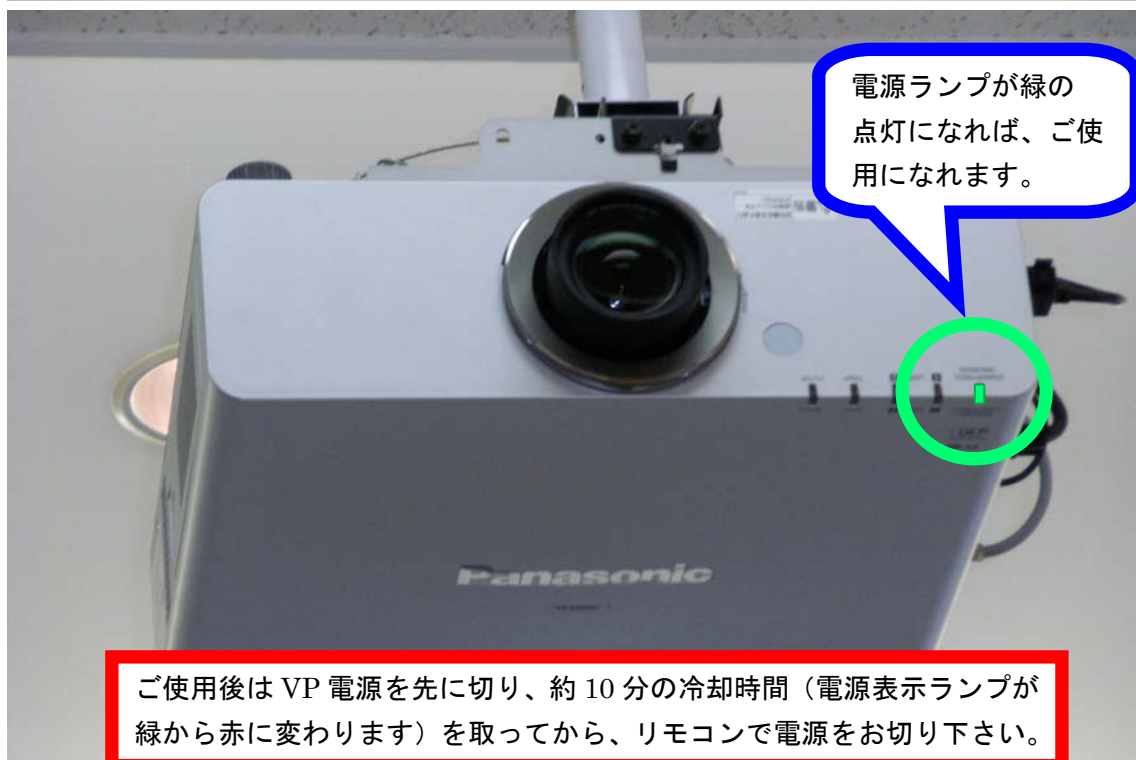 電源ランプが緑の
点灯になれば、ご使
用になれます。
Panasonic
ご使用後は VP 電源を先に切り、約 10 分の冷却時間（電源表示ランプが
緑から赤に変わります）を取ってから、リモコンで電源をお切り下さい。